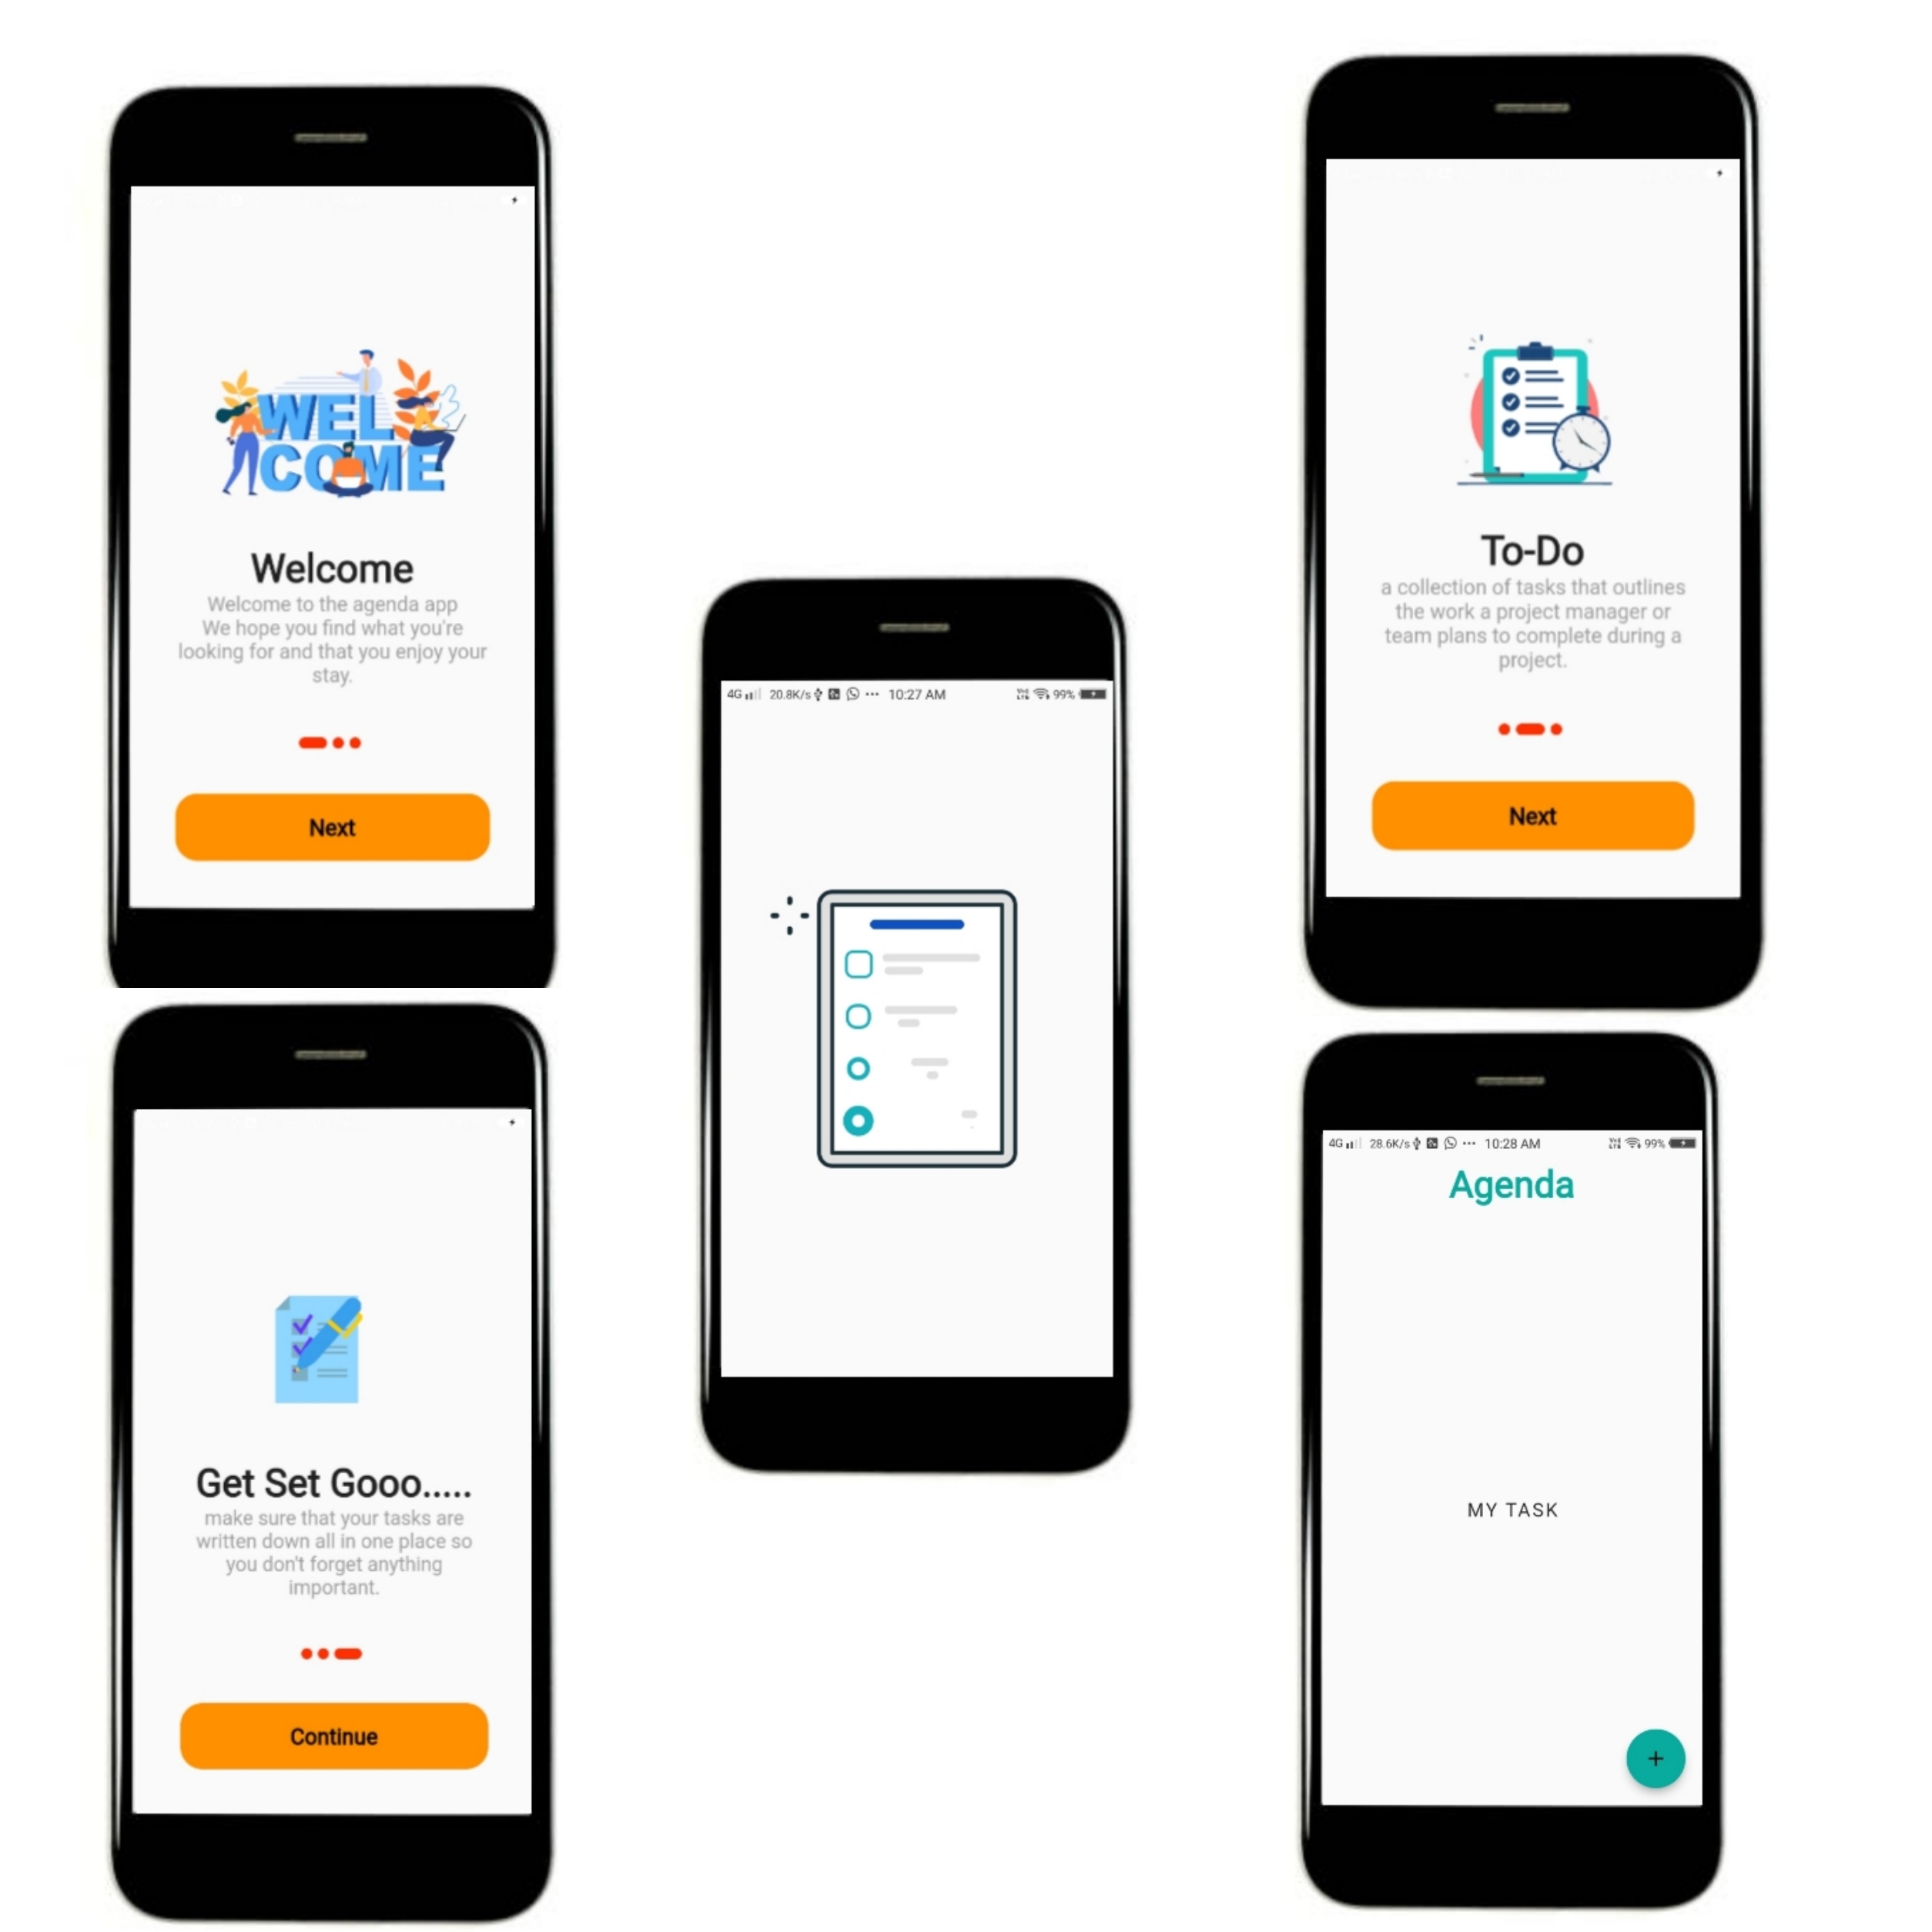 WEL
COME
Welcome
Welcome to the agenda app
We hope you find what you're
looking for and that you enjoy your
stay.
Next
To-Do
a collection of tasks that outlines
the work a project manager or
team plans to complete during a
project.
Next
4G 20.8K/s ··· 10:27 AM 99%
Get Set Gooo.....
make sure that your tasks are
written down all in one place so
you don't forget anything
important.
Continue
4G 28.6K/s ··· 10:28 AM 99%
Agenda
MY TASK
+